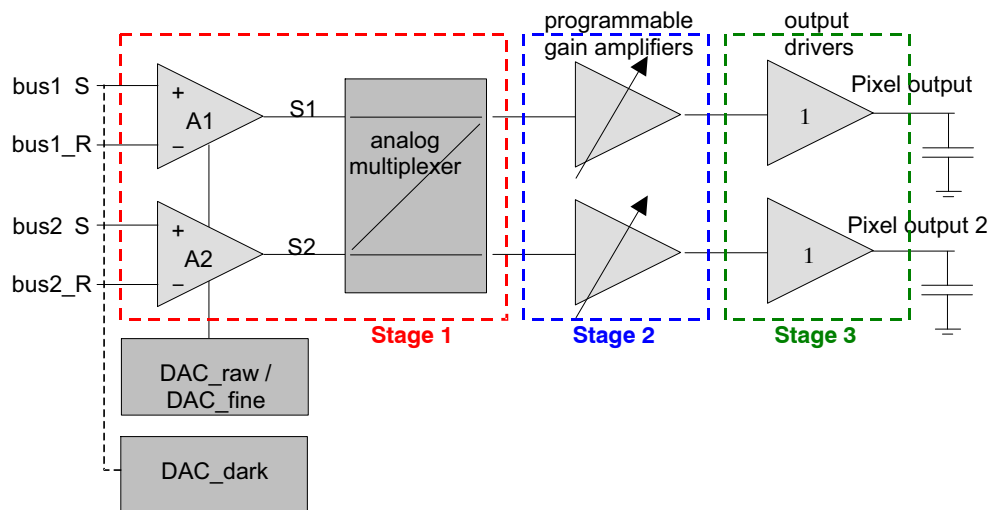 programmable
gain amplifiers
output
drivers
bus1 S
bus1_R
+
A1
−
S1
analog
multiplexer
1
Pixel output
bus2 S
bus2_R
+
A2
−
S2
1
Pixel output 2
Stage 1
Stage 2
Stage 3
DAC_raw /
DAC_fine
DAC_dark